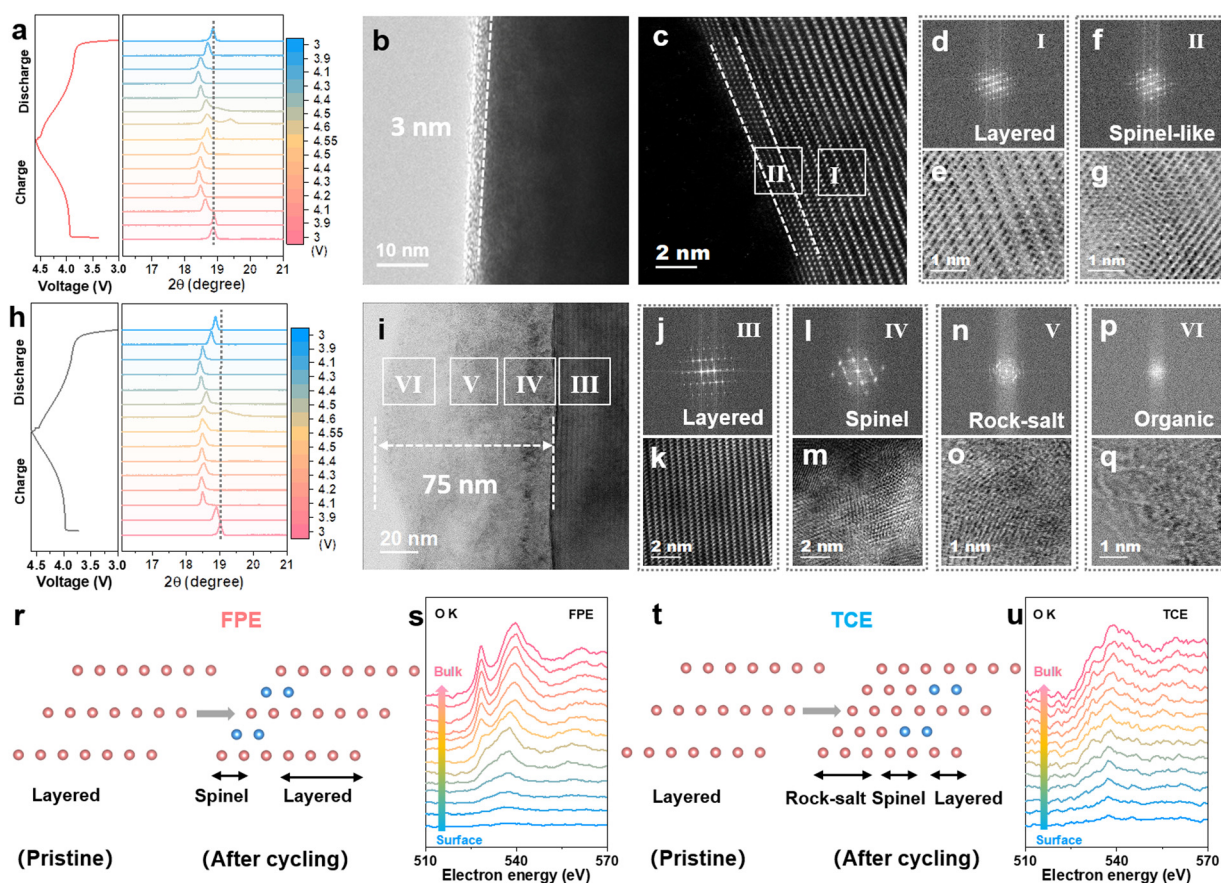 a
Discharge
Charge
4.5 4.0 3.5 3.0
Voltage (V)
17 18 19 20 21
2θ (degree)
3
3.9
4.1
4.3
4.4
4.6
4.55
4.4
4.3
4.2
4.1
3.9
3
(V)
b
3 nm
10 nm
c
II
I
2 nm
d
I
Layered
e
1 nm
f
II
Spinel-like
g
1 nm
h
Discharge
Charge
4.5 4.0 3.5 3.0
Voltage (V)
17 18 19 20 21
2θ (degree)
3
3.9
4.1
4.3
4.4
4.6
4.55
4.4
4.3
4.2
4.1
3.9
3
(V)
i
VI
V
IV
III
75 nm
20 nm
j
III
Layered
k
2 nm
l
IV
Spinel
m
2 nm
n
V
Rock-salt
o
1 nm
p
VI
Organic
q
1 nm
r
FPE
Layered
Spinel
Layered
(Pristine)
(After cycling)
s
O K
FPE
Bulk
Surface
510 540 570
Electron energy (eV)
t
TCE
Layered
Rock-salt Spinel Layered
(Pristine)
(After cycling)
u
O K
TCE
Bulk
Surface
510 540 570
Electron energy (eV)